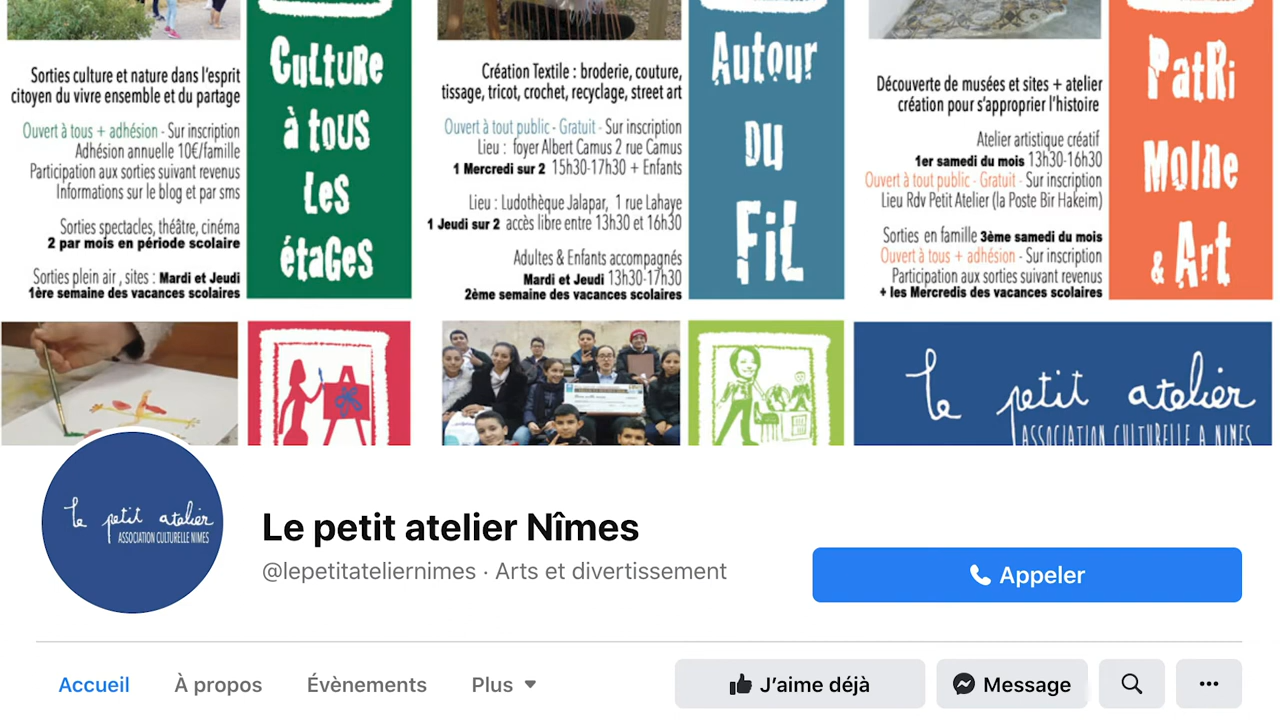 Sorties culture et nature dans l'esprit
citoyen du vivre ensemble et du partage
Ouvert à tous + adhésion - Sur inscription
Adhésion annuelle 10€/famille
Participation aux sorties suivant revenus
Informations sur le blog et par sms
Sorties spectacles, théâtre, cinéma
2 par mois en période scolaire
Sorties plein air , sites : Mardi et Jeudi
1ère semaine des vacances scolaires
CuLtuRe
à tous
Les
étaGes
Création Textile : broderie, couture,
tissage, tricot, crochet, recyclage, street art
Ouvert à tout public - Gratuit - Sur inscription
Lieu : foyer Albert Camus 2 rue Camus
1 Mercredi sur 2 15h30-17h30 + Enfants
Lieu : Ludothèque Jalapar, 1 rue Lahaye
1 Jeudi sur 2 accès libre entre 13h30 et 16h30
Adultes & Enfants accompagnés
Mardi et Jeudi 13h30-17h30
2ème semaine des vacances scolaires
Autour
DU
FiL
Découverte de musées et sites + atelier
création pour s'approprier l'histoire
Atelier artistique créatif
1er samedi du mois 13h30-16h30
Ouvert à tout public - Gratuit - Sur inscription
Lieu Rdv Petit Atelier (la Poste Bir Hakeim)
Sorties en famille 3ème samedi du mois
Ouvert à tous + adhésion - Sur inscription
Participation aux sorties suivant revenus
+ les Mercredis des vacances scolaires
PatRi
MoIne
& Art
le petit atelier
ASSOCIATION CULTURELLE A NIMES
le petit atelier
ASSOCIATION CULTURELLE NIMES
Le petit atelier Nîmes
@lepetitateliernimes · Arts et divertissement
Appeler
Accueil
À propos
Évènements
Plus
J'aime déjà
Message